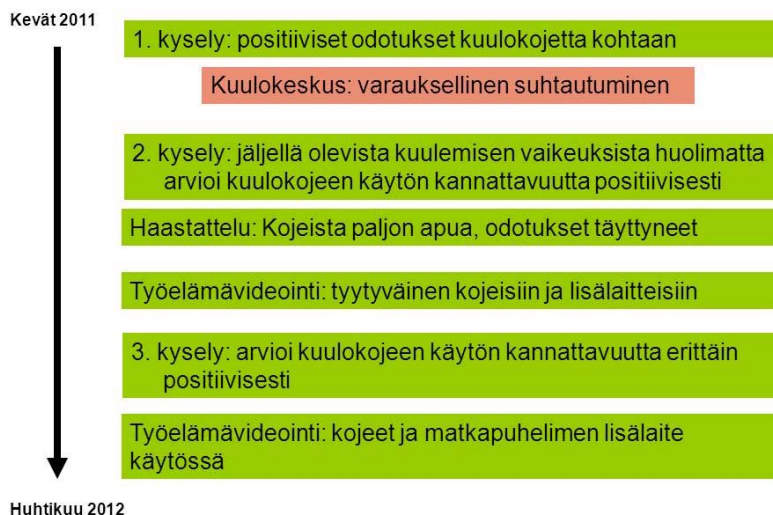 Kevät 2011
1. kysely: positiiviset odotukset kuulokojetta kohtaan
Kuulokeskus: varauksellinen suhtautuminen
2. kysely: jäljellä olevista kuulemisen vaikeuksista huolimatta
arvioi kuulokojeen käytön kannattavuutta positiivisesti
Haastattelu: Kojeista paljon apua, odotukset täyttyneet
Työelämävideointi: tyytyväinen kojeisiin ja lisälaitteisiin
3. kysely: arvioi kuulokojeen käytön kannattavuutta erittäin
positiivisesti
Työelämävideointi: kojeet ja matkapuhelimen lisälaite
käytössä
Huhtikuu 2012